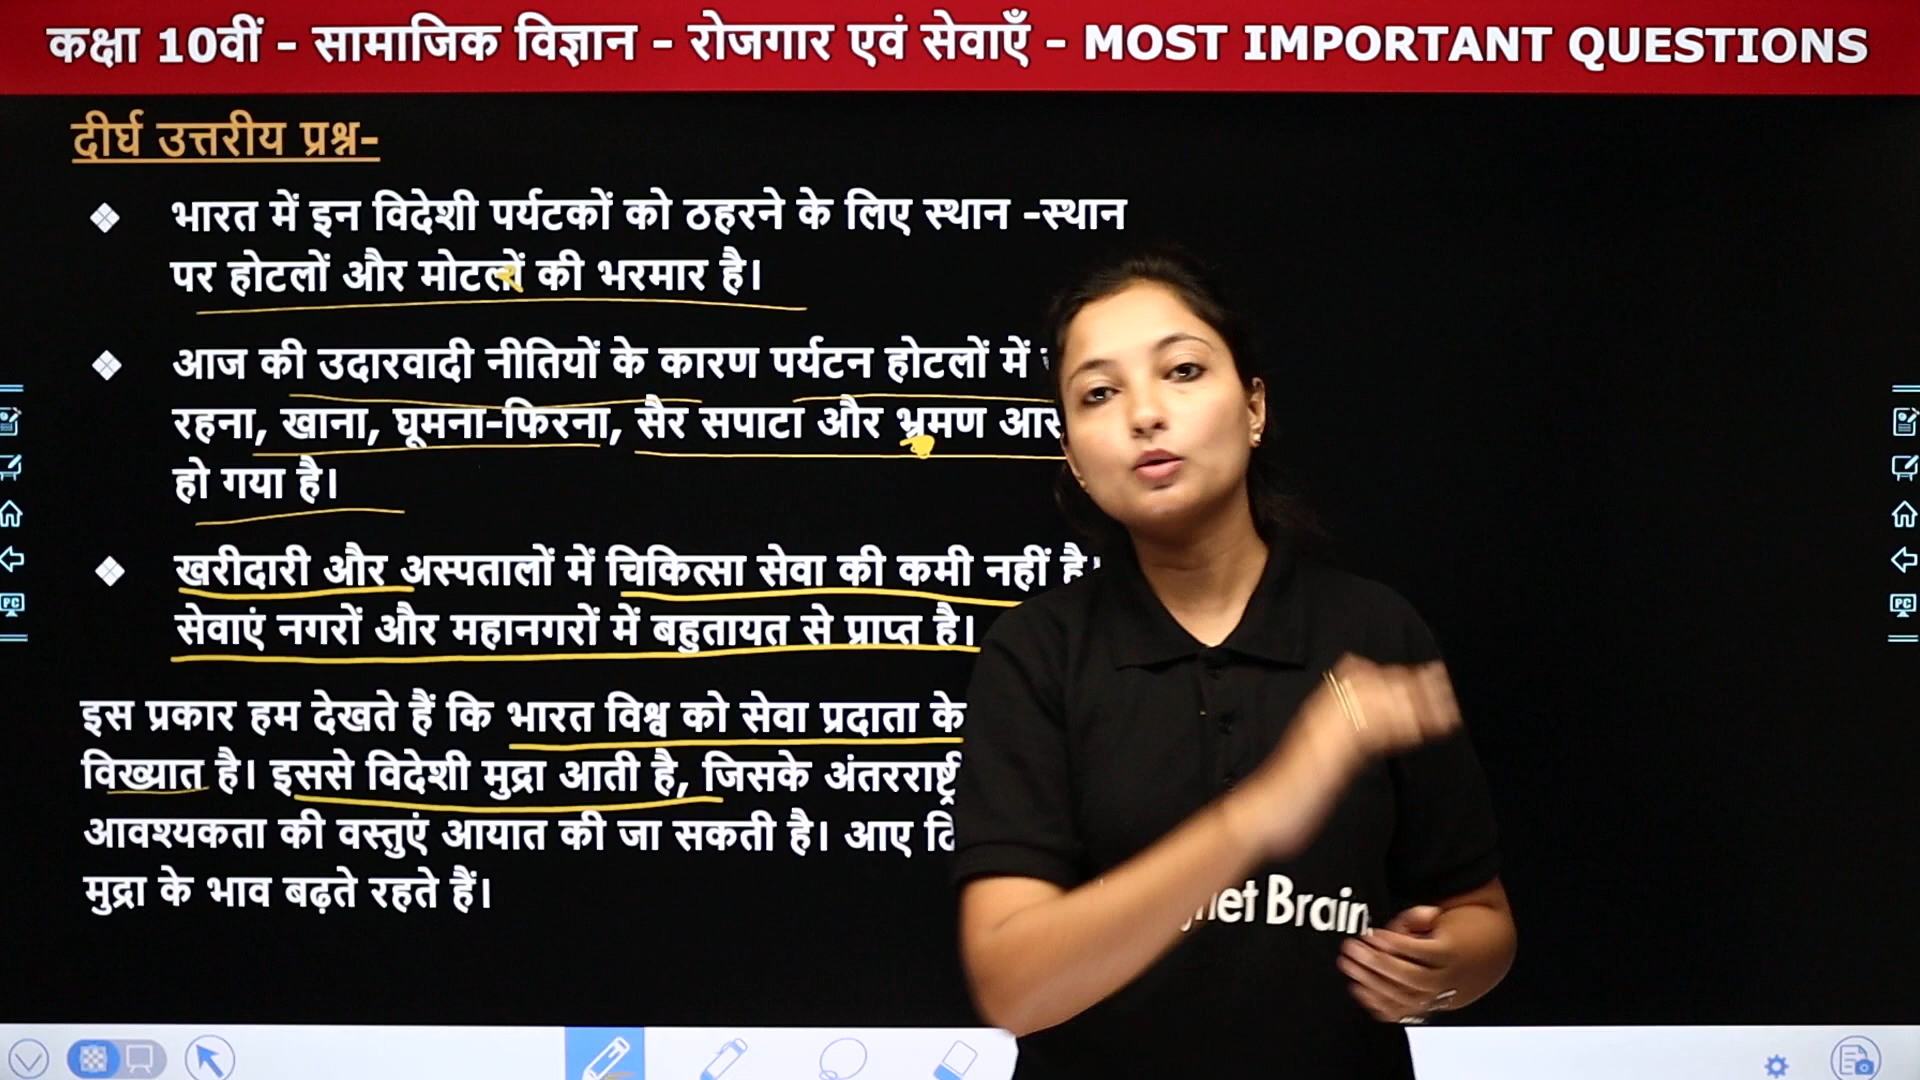 कक्षा 10वीं - सामाजिक विज्ञान - रोजगार एवं सेवाएँ - MOST IMPORTANT QUESTIONS
दीर्घ उत्तरीय प्रश्न-
भारत में इन विदेशी पर्यटकों को ठहरने के लिए स्थान -स्थान
पर होटलों और मोटलों की भरमार है।
आज की उदारवादी नीतियों के कारण पर्यटन होटलों में
रहना, खाना, घूमना-फिरना, सैर सपाटा और भ्रमण
हो गया है।
खरीदारी और अस्पतालों में चिकित्सा सेवा की कमी नहीं है।
सेवाएं नगरों और महानगरों में बहुतायत से प्राप्त है।
इस प्रकार हम देखते हैं कि भारत विश्व को सेवा प्रदाता के
विख्यात है। इससे विदेशी मुद्रा आती है, जिसके
आवश्यकता की वस्तुएं आयात की जा सकती है। आए
मुद्रा के भाव बढ़ते रहते हैं।
Brain
PC
PC